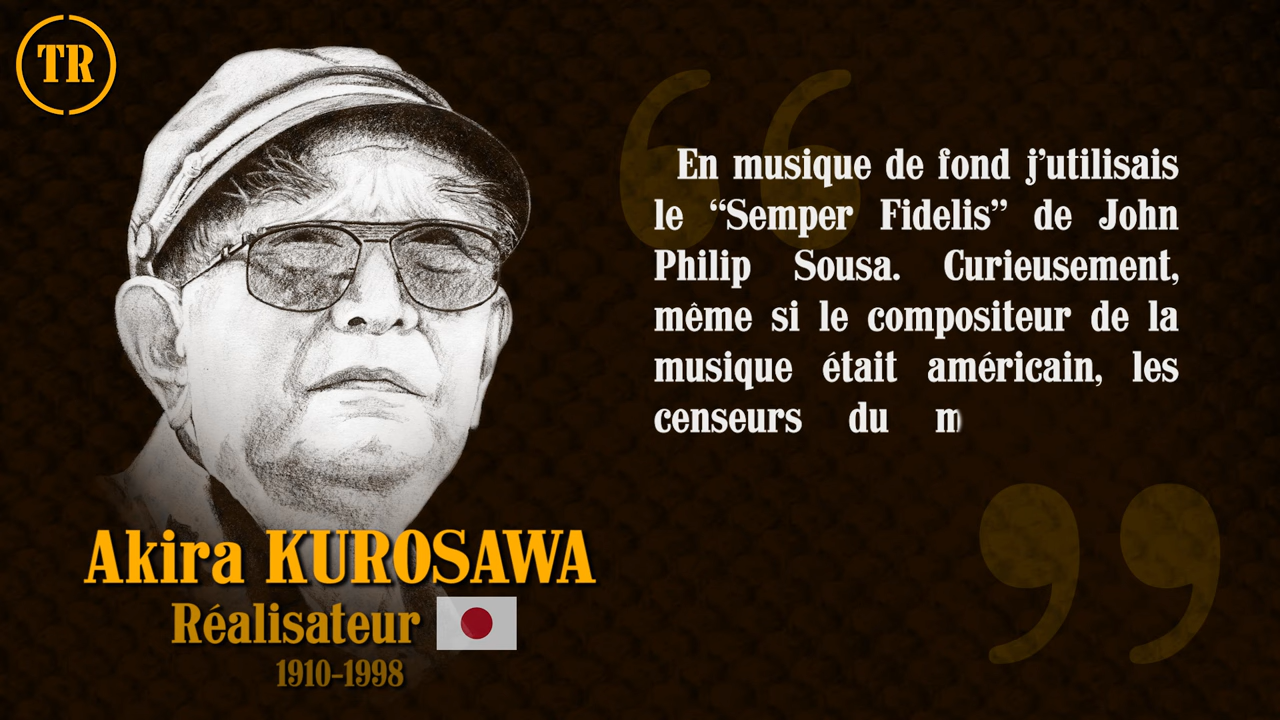 TR
En musique de fond j’utilisais
le “Semper Fidelis” de John
Philip Sousa. Curieusement,
même si le compositeur de la
musique était américain, les
censeurs du m
Akira KUROSAWA
Réalisateur
1910-1998